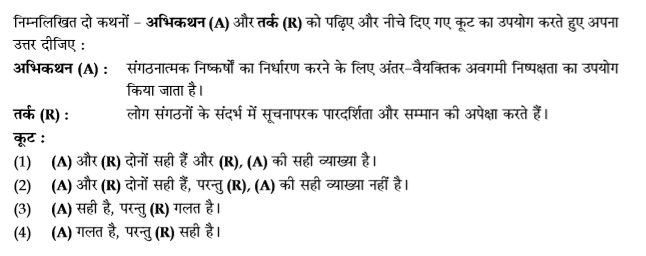 निम्नलिखित दो कथनों – अभिकथन (A) और तर्क (R) को पढ़िए और नीचे दिए गए कूट का उपयोग करते हुए अपना
उत्तर दीजिए :
अभिकथन (A) : संगठनात्मक निष्कर्षों का निर्धारण करने के लिए अंतर-वैयक्तिक अवगमी निष्पक्षता का उपयोग
किया जाता है।
तर्क (R) : लोग संगठनों के संदर्भ में सूचनापरक पारदर्शिता और सम्मान की अपेक्षा करते हैं।
कूट :
(1) (A) और (R) दोनों सही हैं और (R), (A) की सही व्याख्या है।
(2) (A) और (R) दोनों सही हैं, परन्तु (R), (A) की सही व्याख्या नहीं है।
(3) (A) सही है, परन्तु (R) गलत है।
(4) (A) गलत है, परन्तु (R) सही है।